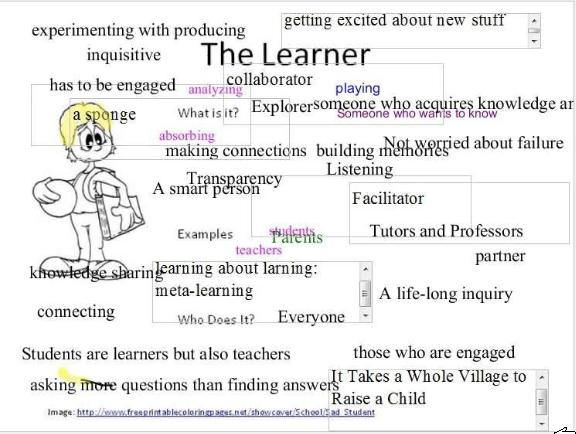 getting excited about new stuff
experimenting with producing
inquisitive
The Learner
collaborator
has to be engaged
analyzing
playing
a sponge
What is it?
Explorer
someone who acquires knowledge an
Someone who wants to know
absorbing
making connections
building memories
Not worried about failure
Transparency
Listening
A smart person
Facilitator
Examples
students
Parents
Tutors and Professors
teachers
partner
knowledge sharing
learning about larning:
meta-learning
A life-long inquiry
connecting
Who Does It?
Everyone
Students are learners but also teachers
those who are engaged
asking more questions than finding answers
It Takes a Whole Village to
Raise a Child
Image: http://www.freeprintablecoloringpages.net/showcover/School/Sad_Student